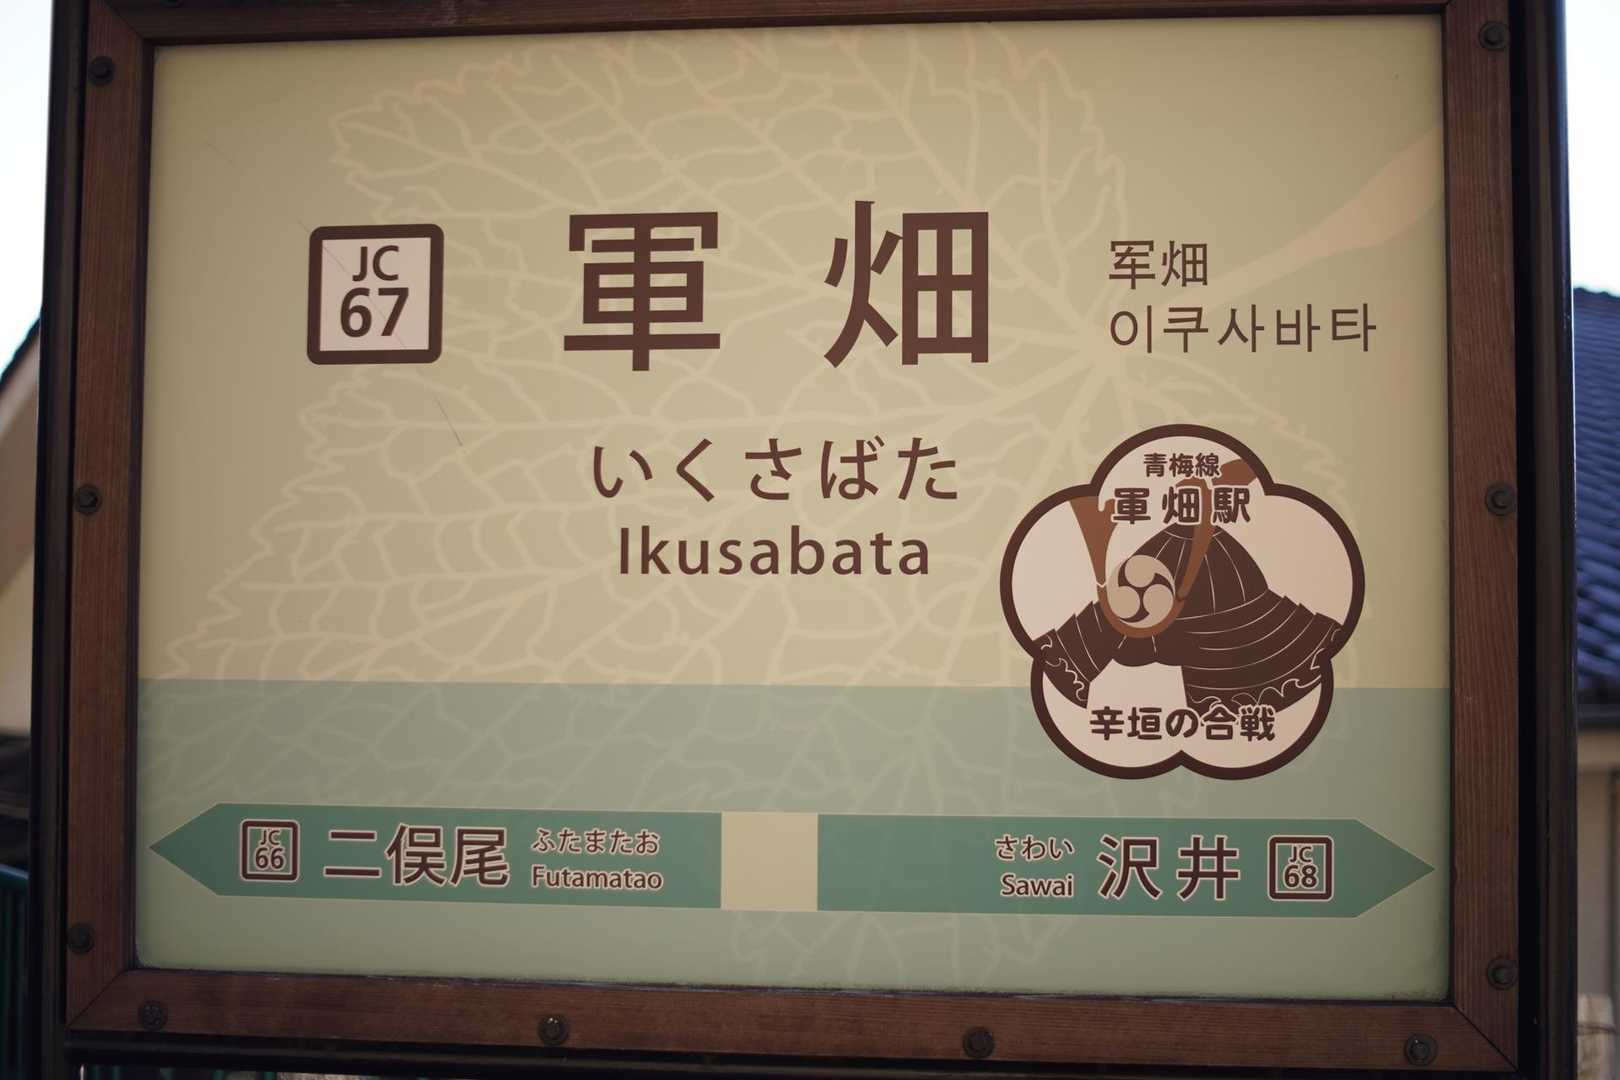 JC
67
軍畑
军畑
이쿠사바타
いくさばた
Ikusabata
青梅線
軍畑駅
辛垣の合戦
JC
66
二俣尾
ふたまたお
Futamatao
さわい
Sawai
沢井
JC
68